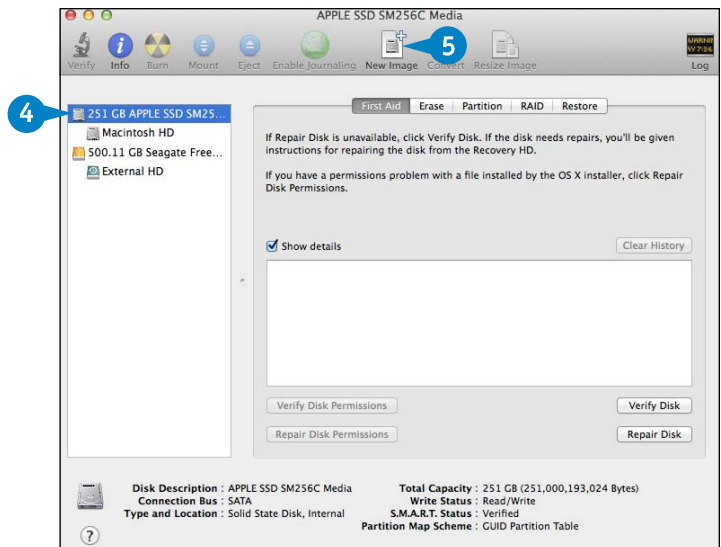 APPLE SSD SM256C Media
Verify Info Burn Mount Eject Enable Journaling New Image Convert Resize Image Log
WARNIN
5
4
251 GB APPLE SSD SM25...
Macintosh HD
500.11 GB Seagate Free...
External HD
First Aid Erase Partition RAID Restore
If Repair Disk is unavailable, click Verify Disk. If the disk needs repairs, you'll be given
instructions for repairing the disk from the Recovery HD.
If you have a permissions problem with a file installed by the OS X installer, click Repair
Disk Permissions.
Show details Clear History
Verify Disk Permissions Verify Disk
Repair Disk Permissions Repair Disk
Disk Description : APPLE SSD SM256C Media Total Capacity : 251 GB (251,000,193,024 Bytes)
Connection Bus : SATA Write Status : Read/Write
Type and Location : Solid State Disk, Internal S.M.A.R.T. Status : Verified
Partition Map Scheme : GUID Partition Table
?